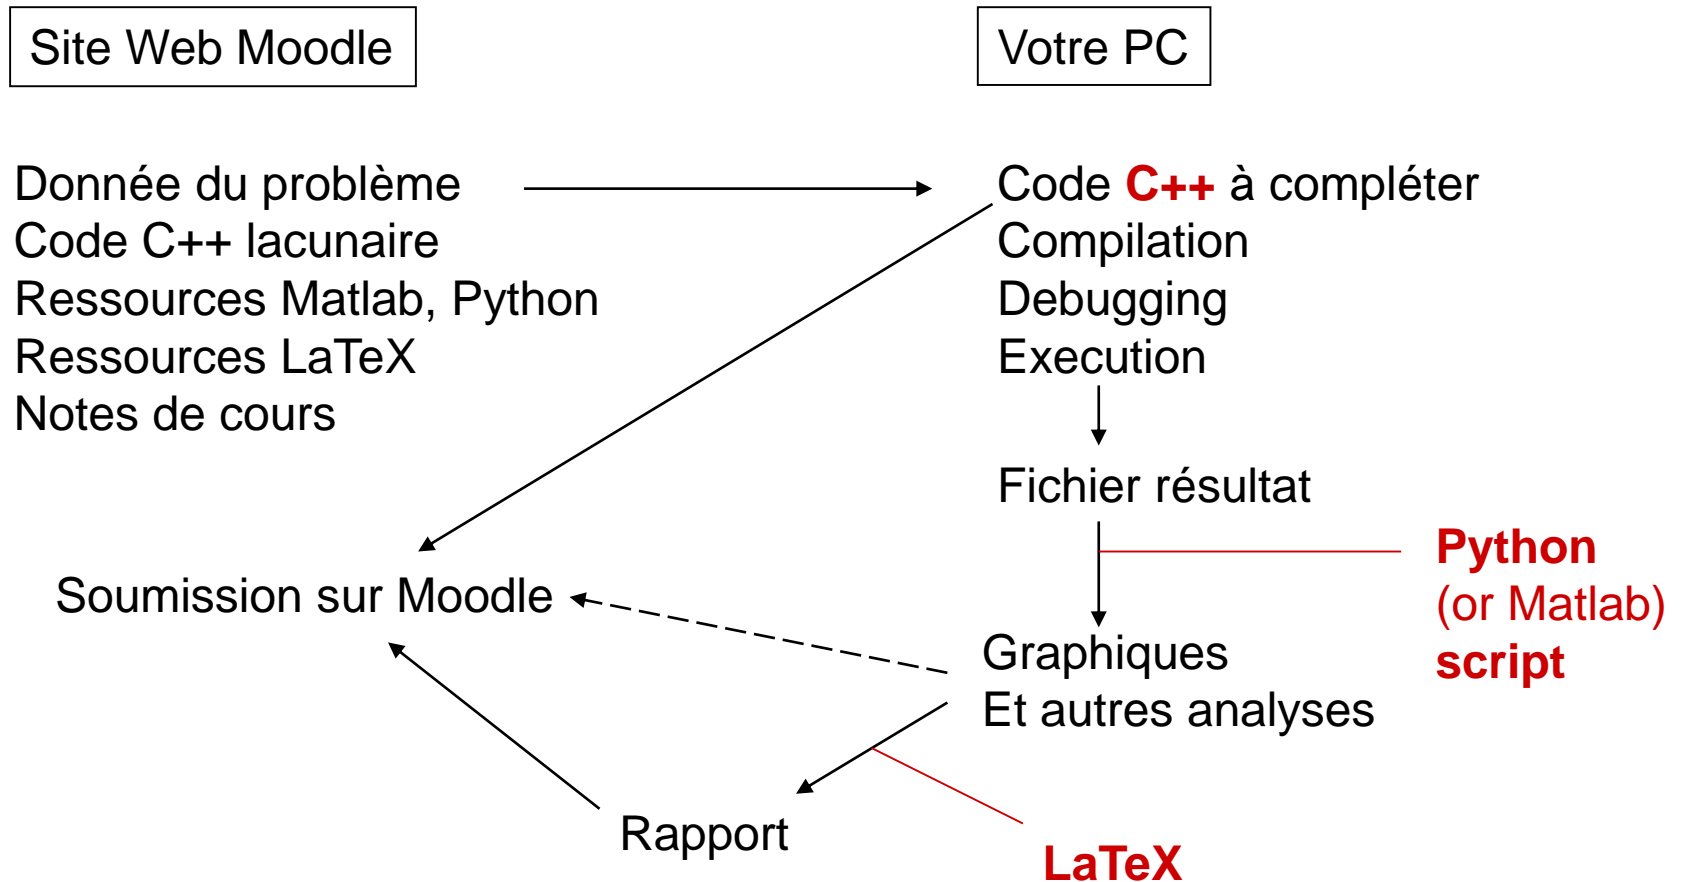 Site Web Moodle
Votre PC
Donnée du problème
Code C++ lacunaire
Ressources Matlab, Python
Ressources LaTeX
Notes de cours
Code C++ à compléter
Compilation
Debugging
Execution
Fichier résultat
Python
(or Matlab)
script
Soumission sur Moodle
Graphiques
Et autres analyses
Rapport
LaTeX